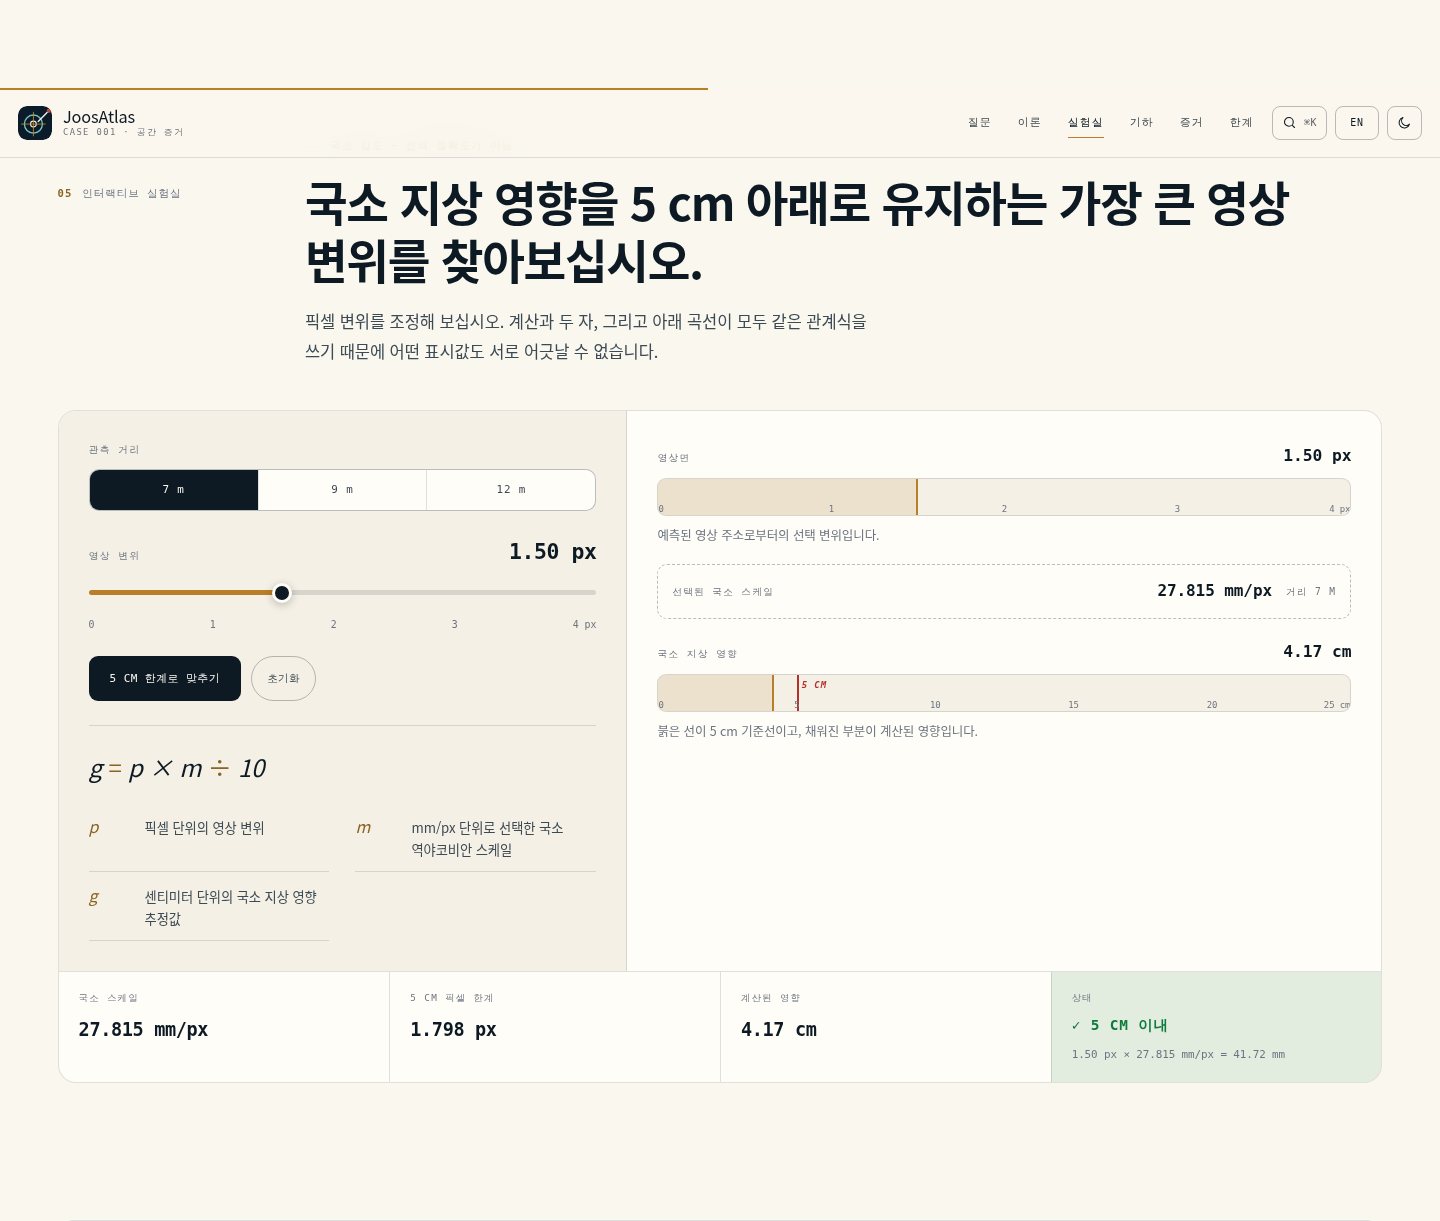 JoosAtlas
CASE 001 · 공간 증거
질문
이론
실험실
기하
증거
한계
⌘K
EN
05 인터랙티브 실험실
국소 지상 영향을 5 cm 아래로 유지하는 가장 큰 영상
변위를 찾아보십시오.
픽셀 변위를 조정해 보십시오. 계산과 두 자, 그리고 아래 곡선이 모두 같은 관계식을
쓰기 때문에 어떤 표시값도 서로 어긋날 수 없습니다.
관측 거리
7 m
9 m
12 m
영상 변위
1.50 px
0
1
2
3
4 px
5 CM 한계로 맞추기
초기화
g = p × m ÷ 10
p
픽셀 단위의 영상 변위
m
mm/px 단위로 선택한 국소
역야코비안 스케일
g
센티미터 단위의 국소 지상 영향
추정값
영상면
1.50 px
0
1
2
3
4 px
예측된 영상 주소로부터의 선택 변위입니다.
선택된 국소 스케일
27.815 mm/px
거리 7 M
국소 지상 영향
4.17 cm
5 CM
0
5
10
15
20
25 cm
붉은 선이 5 cm 기준선이고, 채워진 부분이 계산된 영향입니다.
국소 스케일
27.815 mm/px
5 CM 픽셀 한계
1.798 px
계산된 영향
4.17 cm
상태
✓ 5 CM 이내
1.50 px × 27.815 mm/px = 41.72 mm